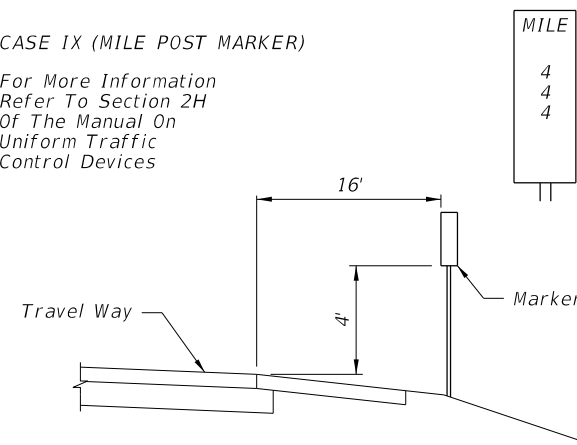 CASE IX (MILE POST MARKER)
For More Information
Refer To Section 2H
Of The Manual On
Uniform Traffic
Control Devices
MILE
4
4
4
16'
4'
Travel Way
Marker